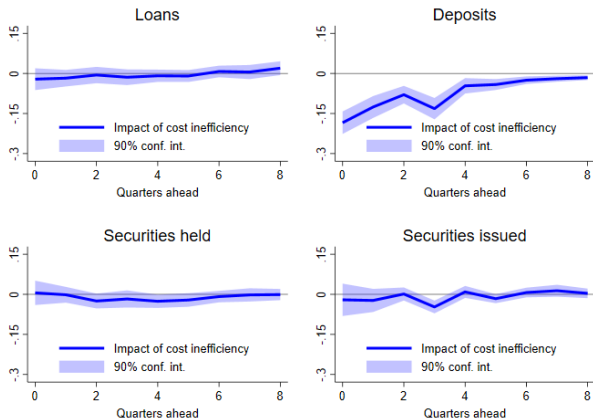 Loans
.15
0
-.15
-.3
Impact of cost inefficiency
90% conf. int.
0 2 4 6 8
Quarters ahead
Deposits
.15
0
-.15
-.3
Impact of cost inefficiency
90% conf. int.
0 2 4 6 8
Quarters ahead
Securities held
.15
0
-.15
-.3
Impact of cost inefficiency
90% conf. int.
0 2 4 6 8
Quarters ahead
Securities issued
.15
0
-.15
-.3
Impact of cost inefficiency
90% conf. int.
0 2 4 6 8
Quarters ahead